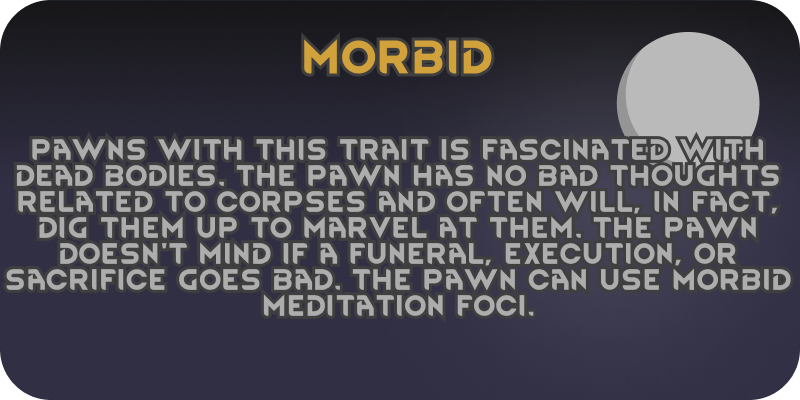 MORBID
PAWNS WITH THIS TRAIT IS FASCINATED WITH
DEAD BODIES. THE PAWN HAS NO BAD THOUGHTS
RELATED TO CORPSES AND OFTEN WILL, IN FACT,
DIG THEM UP TO MARVEL AT THEM. THE PAWN
DOESN'T MIND IF A FUNERAL, EXECUTION, OR
SACRIFICE GOES BAD. THE PAWN CAN USE MORBID
MEDITATION FOCI.